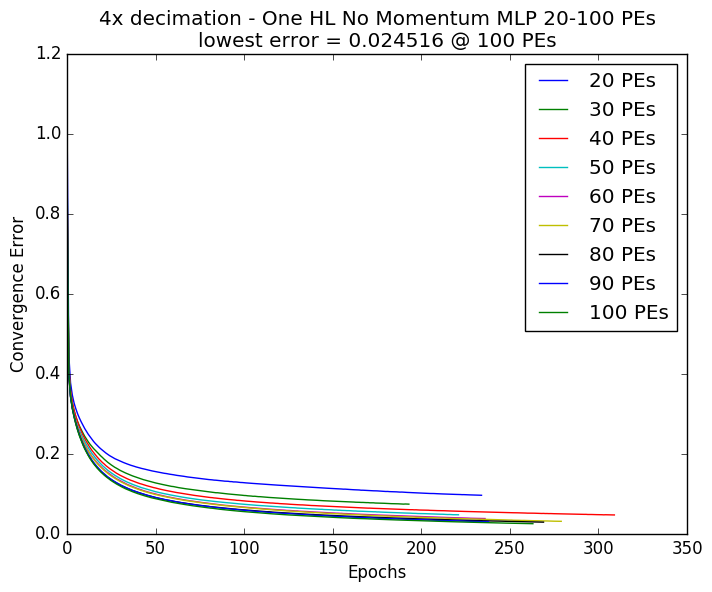 4x decimation - One HL No Momentum MLP 20-100 PEs
lowest error = 0.024516 @ 100 PEs
1.2
1.0
0.8
0.6
0.4
0.2
0.0
Convergence Error
20 PEs
30 PEs
40 PEs
50 PEs
60 PEs
70 PEs
80 PEs
90 PEs
100 PEs
0 50 100 150 200 250 300 350
Epochs